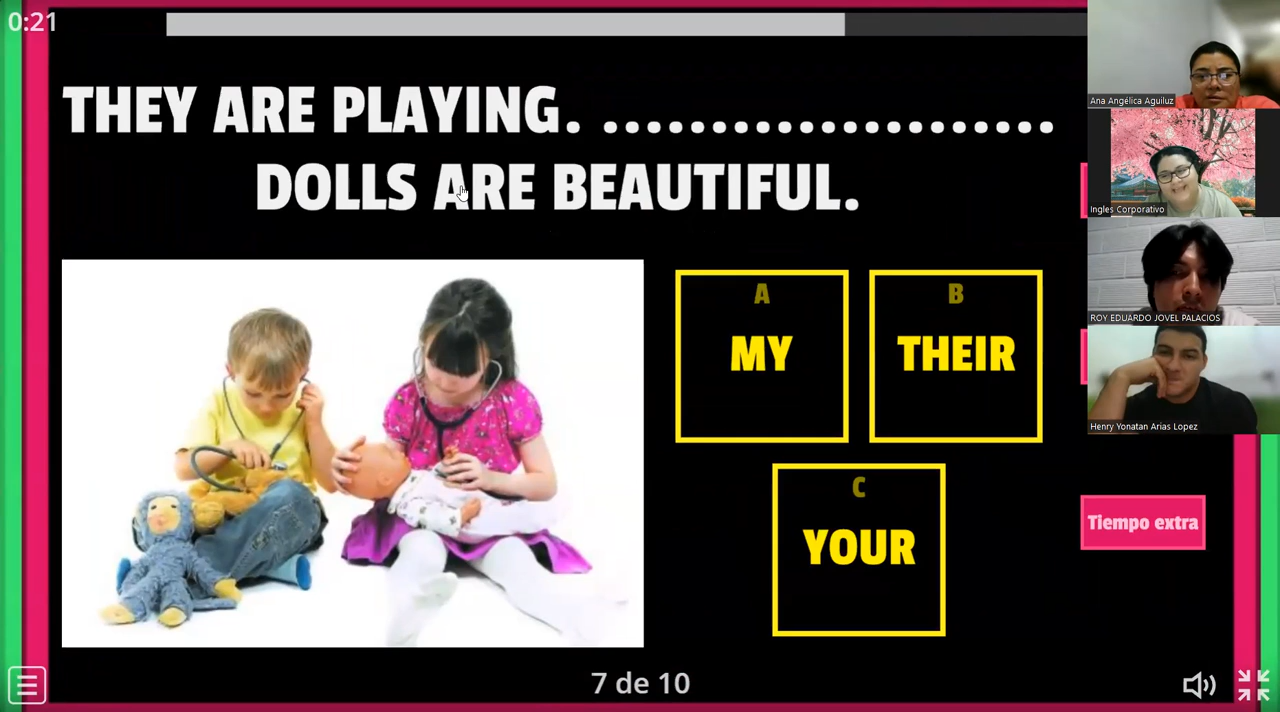 0:21
THEY ARE PLAYING. .....................
DOLLS ARE BEAUTIFUL.
A
MY
B
THEIR
C
YOUR
Tiempo extra
7 de 10
Ana Angélica Aguiluz
Ingles Corporativo
ROY EDUARDO JOVEL PALACIOS
Henry Yonatan Arias Lopez